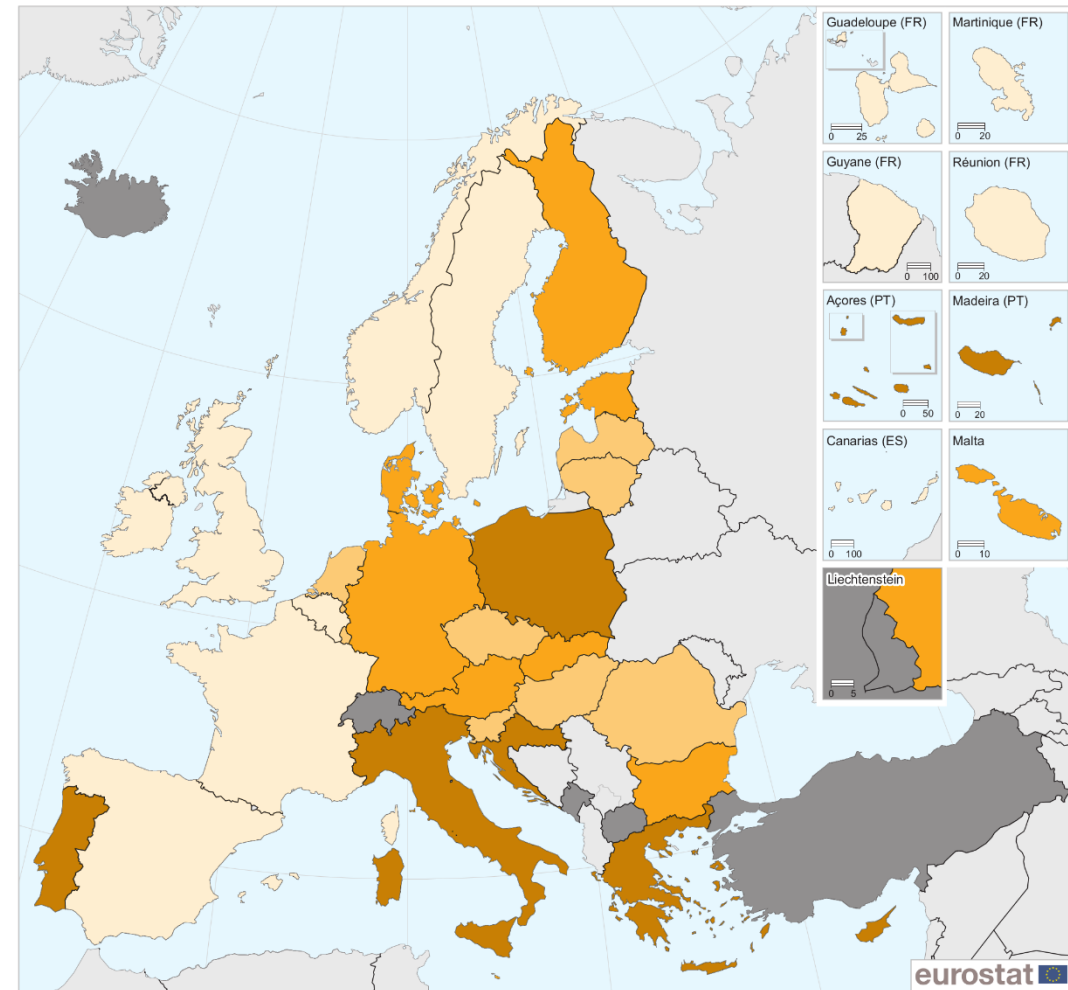 Guadeloupe (FR)
0 25
Martinique (FR)
0 20
Guyane (FR)
0 100
Réunion (FR)
0 20
Açores (PT)
0 50
Madeira (PT)
0 20
Canarias (ES)
0 100
Malta
0 10
Liechtenstein
0 5
eurostat